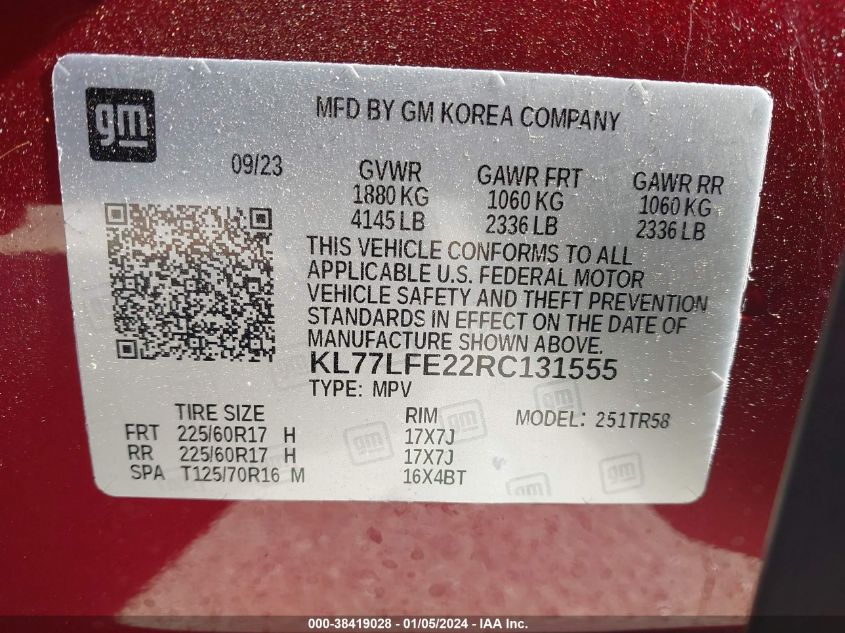 gm
MFD BY GM KOREA COMPANY
09/23
GVWR
1880 KG
4145 LB
GAWR FRT
1060 KG
2336 LB
GAWR RR
1060 KG
2336 LB
THIS VEHICLE CONFORMS TO ALL
APPLICABLE U.S. FEDERAL MOTOR
VEHICLE SAFETY AND THEFT PREVENTION
STANDARDS IN EFFECT ON THE DATE OF
MANUFACTURE SHOWN ABOVE.
KL77LFE22RC131555
TYPE: MPV
TIRE SIZE RIM MODEL: 251TR58
FRT 225/60R17 H 17X7J
RR 225/60R17 H 17X7J
SPA T125/70R16 M 16X4BT
gm
gm
gm
000-38419028 - 01/05/2024 - IAA Inc.